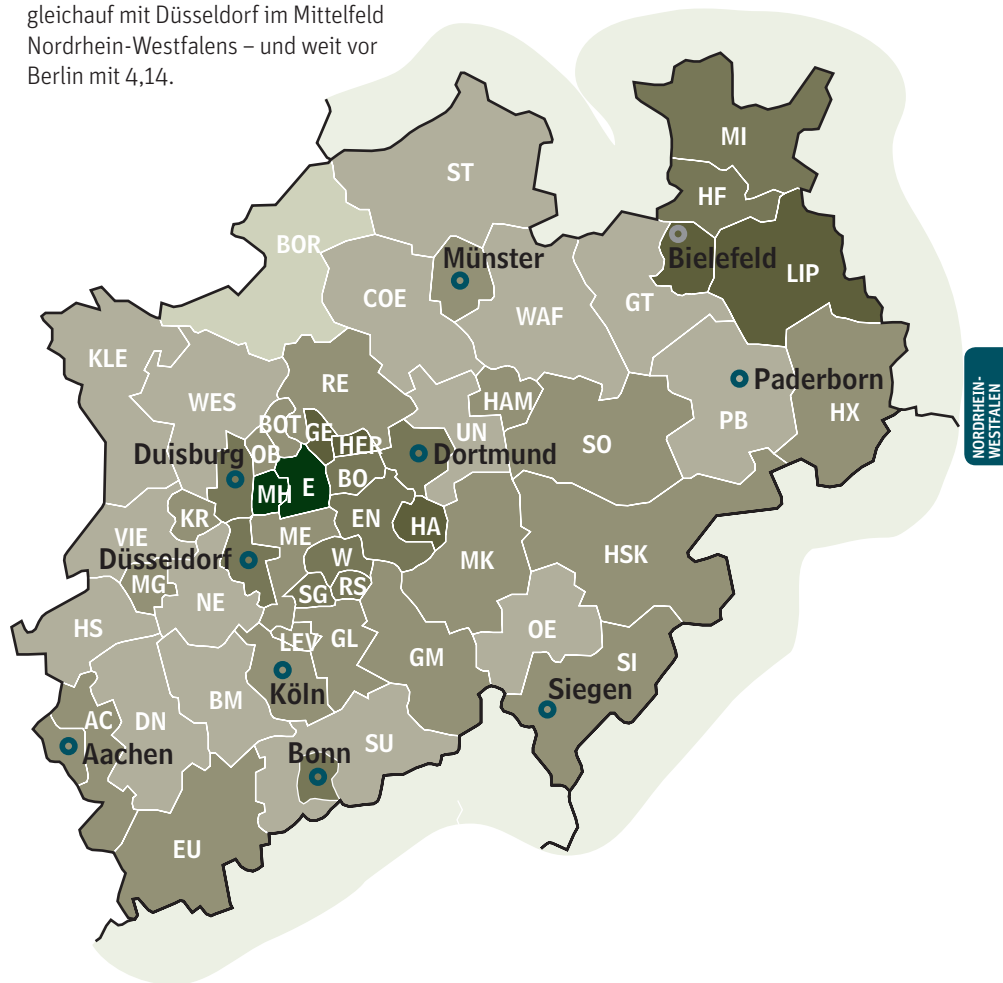 gleichauf mit Düsseldorf im Mittelfeld
Nordrhein-Westfalens – und weit vor
Berlin mit 4,14.
MI
ST
HF
BOR
Münster
Bielefeld
LIP
COE
GT
WAF
KLE
RE
Paderborn
WES
HAM
HX
BOT
GE
PB
UN
HER
SO
Duisburg
OB
Dortmund
BO
MH
E
KR
EN
HA
VIE
ME
Düsseldorf
W
HSK
MK
MG
SG
RS
NE
HS
OE
LEV
GL
GM
SI
Köln
Siegen
BM
AC
DN
Aachen
Bonn
SU
EU
NORDRHEIN-
WESTFALEN